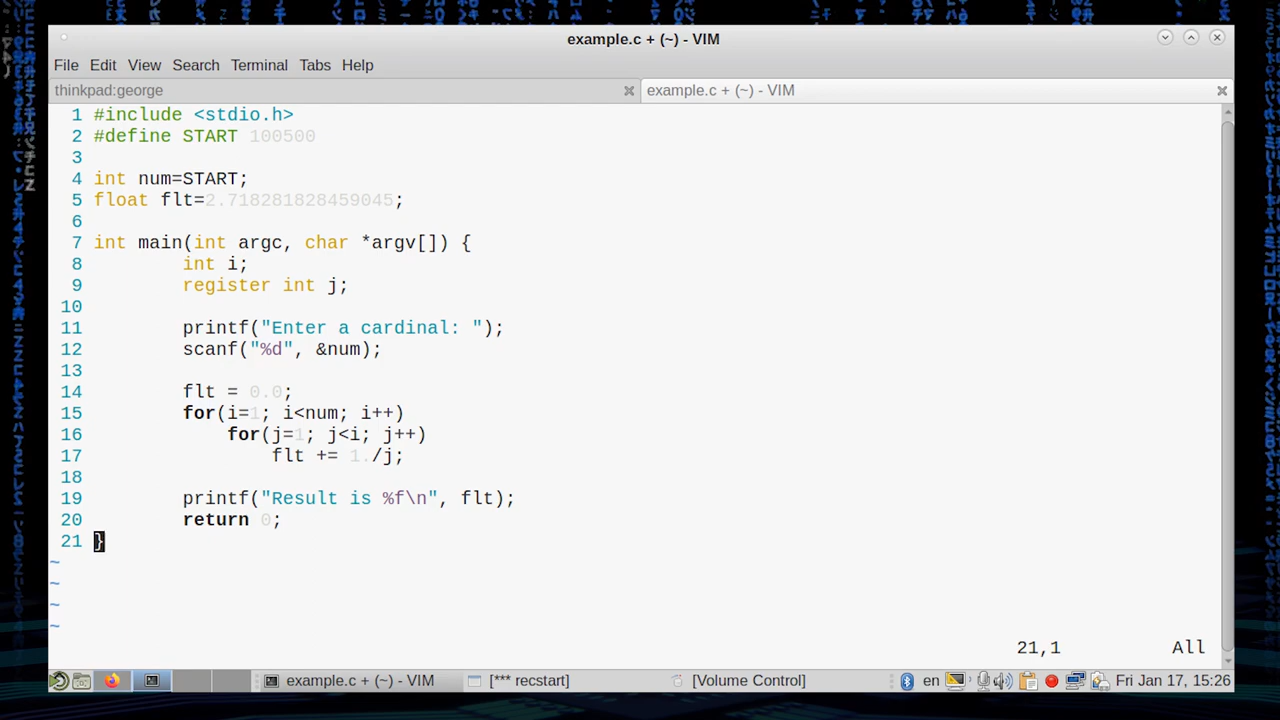 example.c + (~) - VIM
File Edit View Search Terminal Tabs Help
thinkpad:george example.c + (~) - VIM
1 #include <stdio.h>
2 #define START 100500
3
4 int num=START;
5 float flt=2.718281828459045;
6
7 int main(int argc, char *argv[]) {
8 int i;
9 register int j;
10
11 printf("Enter a cardinal: ");
12 scanf("%d", &num);
13
14 flt = 0.0;
15 for(i=1; i<num; i++)
16 for(j=1; j<i; j++)
17 flt += 1./j;
18
19 printf("Result is %f\n", flt);
20 return 0;
21 }
~
~
~
~
21,1 All
example.c + (~) - VIM [*** recstart] [Volume Control] en Fri Jan 17, 15:26